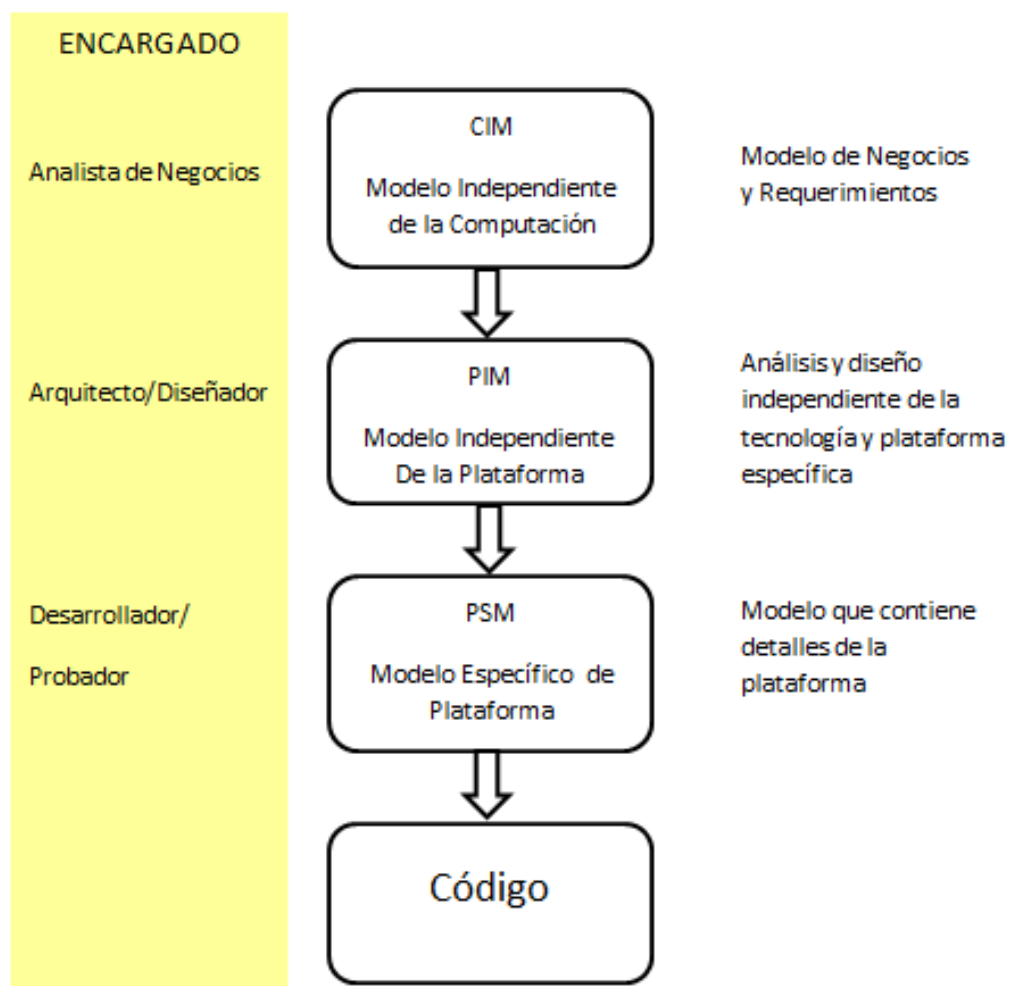 ENCARGADO
Analista de Negocios
CIM
Modelo Independiente
de la Computación
Modelo de Negocios
y Requerimientos
Arquitecto/Diseñador
PIM
Modelo Independiente
De la Plataforma
Análisis y diseño
independiente de la
tecnología y plataforma
específica
Desarrollador/
Probador
PSM
Modelo Específico de
Plataforma
Modelo que contiene
detalles de la
plataforma
Código